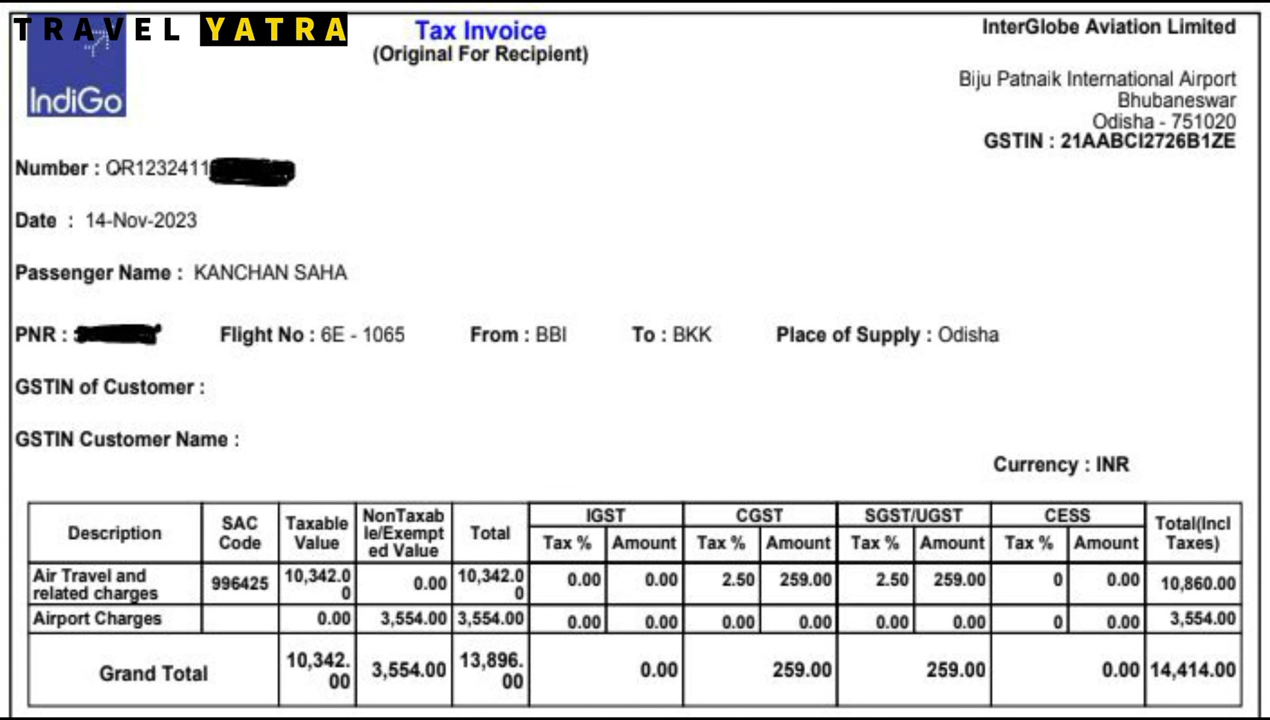 TRAVEL YATRA
IndiGo
Tax Invoice
(Original For Recipient)
InterGlobe Aviation Limited
Biju Patnaik International Airport
Bhubaneswar
Odisha - 751020
GSTIN : 21AABCI2726B1ZE
Number : QR1232411
Date : 14-Nov-2023
Passenger Name : KANCHAN SAHA
PNR : Flight No : 6E - 1065 From : BBI To : BKK Place of Supply : Odisha
GSTIN of Customer :
GSTIN Customer Name :
Currency : INR
Description SAC Code Taxable Value NonTaxable/Exempted Value Total IGST CGST SGST/UGST CESS Total(Incl Taxes)
Tax % Amount Tax % Amount Tax % Amount Tax % Amount
Air Travel and related charges 996425 10,342.00 0.00 10,342.00 0.00 0.00 2.50 259.00 2.50 259.00 0 0.00 10,860.00
Airport Charges 0.00 3,554.00 3,554.00 0.00 0.00 0.00 0.00 0.00 0.00 0 0.00 3,554.00
Grand Total 10,342.00 3,554.00 13,896.00 0.00 259.00 259.00 0.00 14,414.00